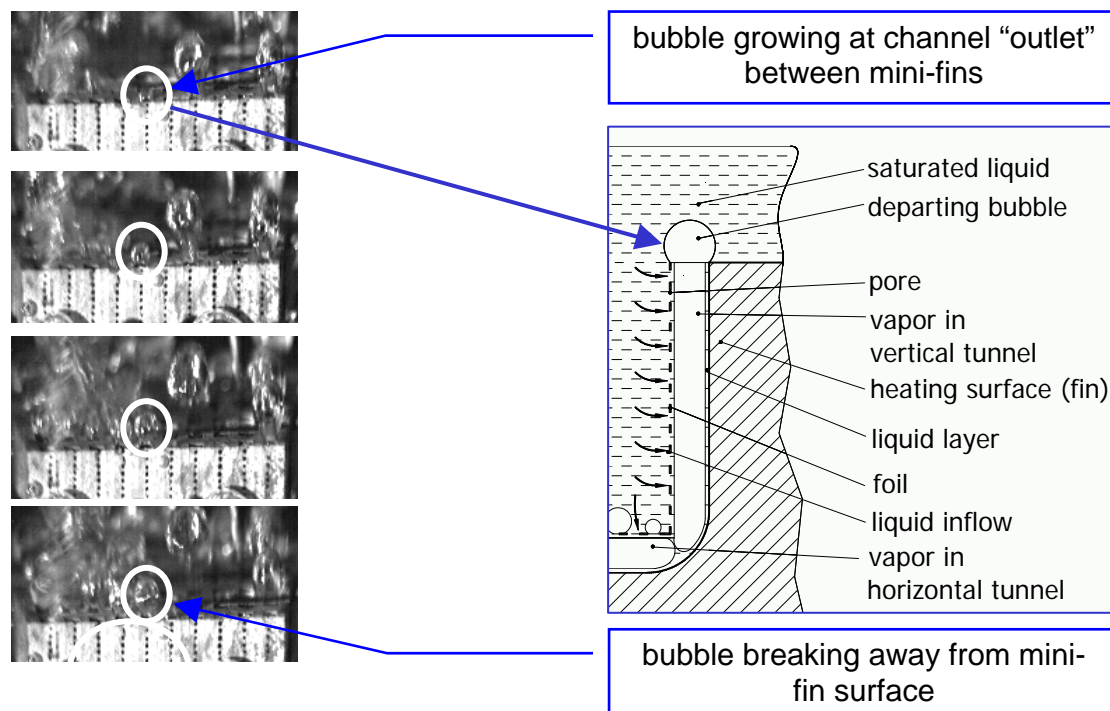 bubble growing at channel “outlet”
between mini-fins
saturated liquid
departing bubble
pore
vapor in
vertical tunnel
heating surface (fin)
liquid layer
foil
liquid inflow
vapor in
horizontal tunnel
bubble breaking away from mini-
fin surface